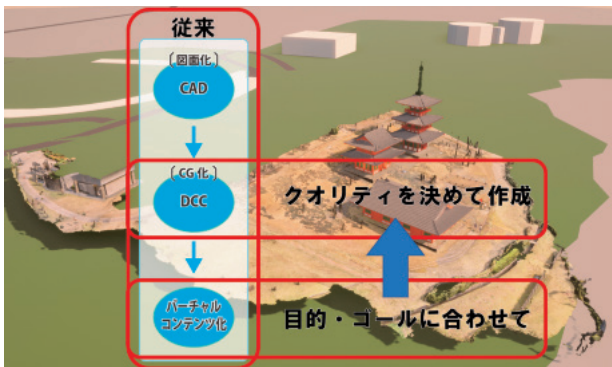 従来
〔図面化〕
CAD
〔CG化〕
DCC
クオリティを決めて作成
バーチャル
コンテンツ化
目的・ゴールに合わせて